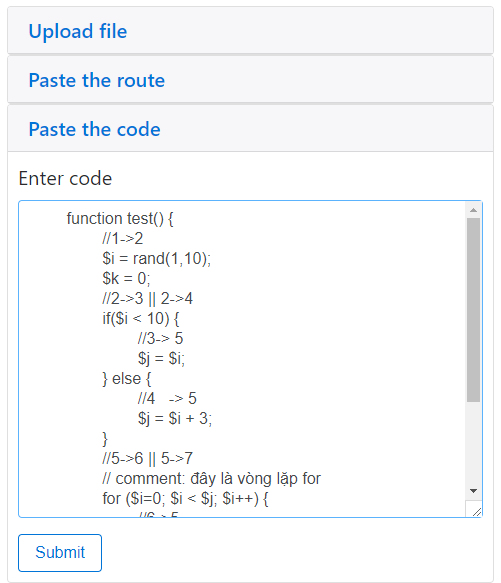 Upload file
Paste the route
Paste the code
Enter code
function test() {
//1->2
$i = rand(1,10);
$k = 0;
//2->3 || 2->4
if($i < 10) {
//3-> 5
$j = $i;
} else {
//4   -> 5
$j = $i + 3;
}
//5->6 || 5->7
// comment: đây là vòng lặp for
for ($i=0; $i < $j; $i++) {
//6->5
Submit